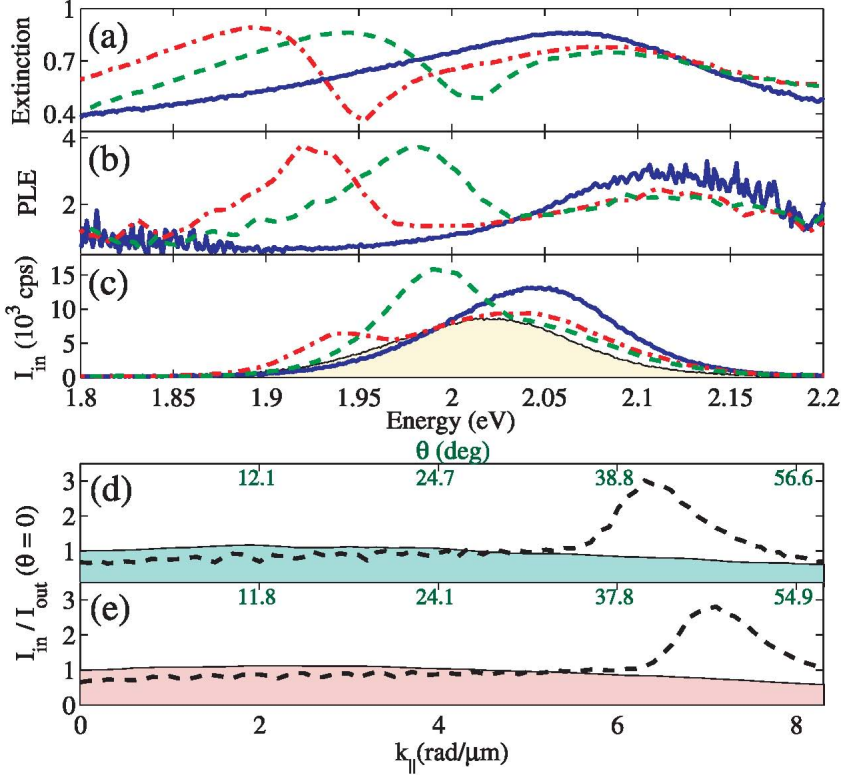 1
(a)
0.7
0.4
Extinction
4
(b)
2
PLE
15
(c)
10
5
0
I_in (10^3 cps)
1.8 1.85 1.9 1.95 2 2.05 2.1 2.15 2.2
Energy (eV)
θ (deg)
3
(d)
12.1 24.7 38.8 56.6
2
1
3
(e)
11.8 24.1 37.8 54.9
2
1
0
I_in / I_out (θ = 0)
0 2 4 6 8
k_||(rad/μm)